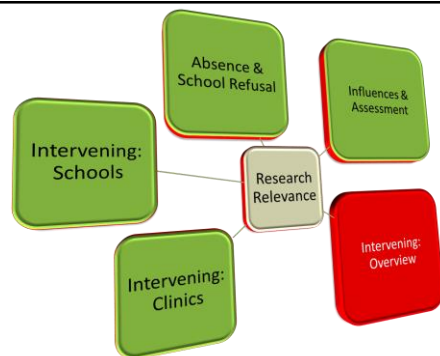 Absence &
School Refusal
Influences &
Assessment
Intervening:
Schools
Research
Relevance
Intervening:
Overview
Intervening:
Clinics